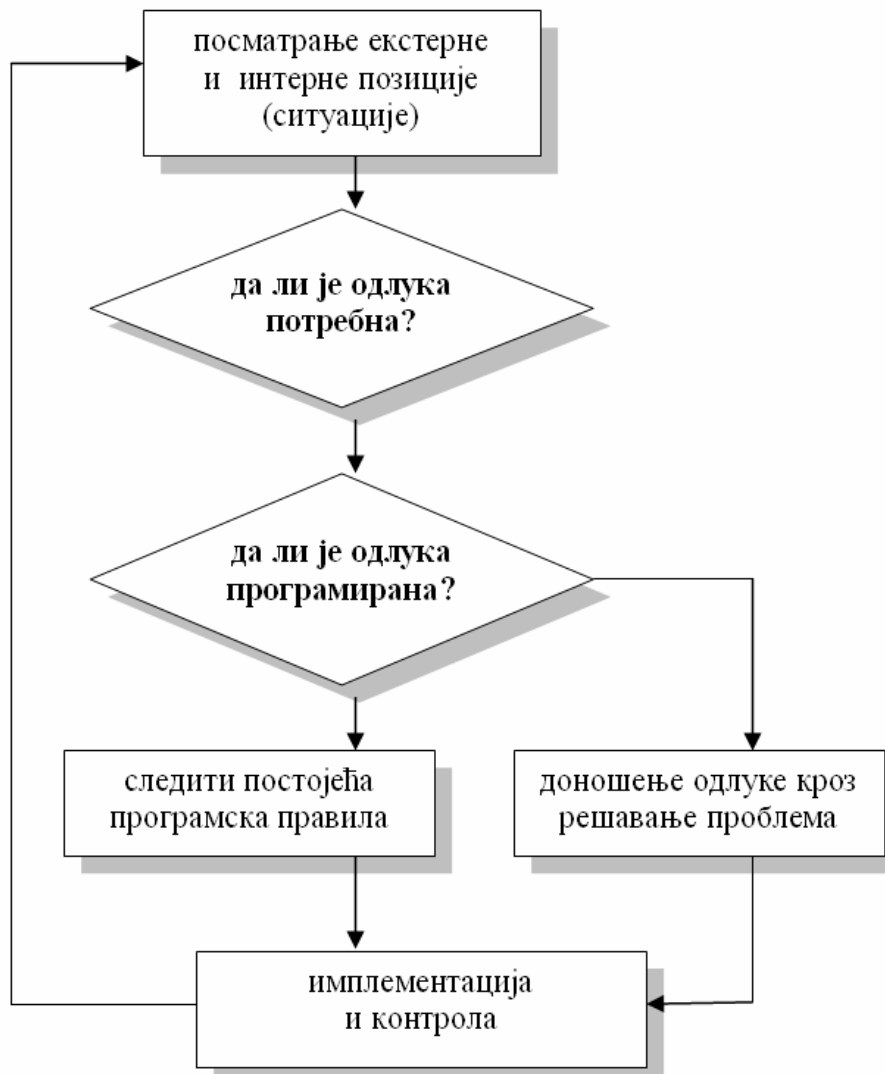 посматрање екстерне
и интерне позиције
(ситуације)
да ли је одлука
потребна?
да ли је одлука
програмирана?
следити постојећа
програмска правила
доношење одлуке кроз
решавање проблема
имплементација
и контрола